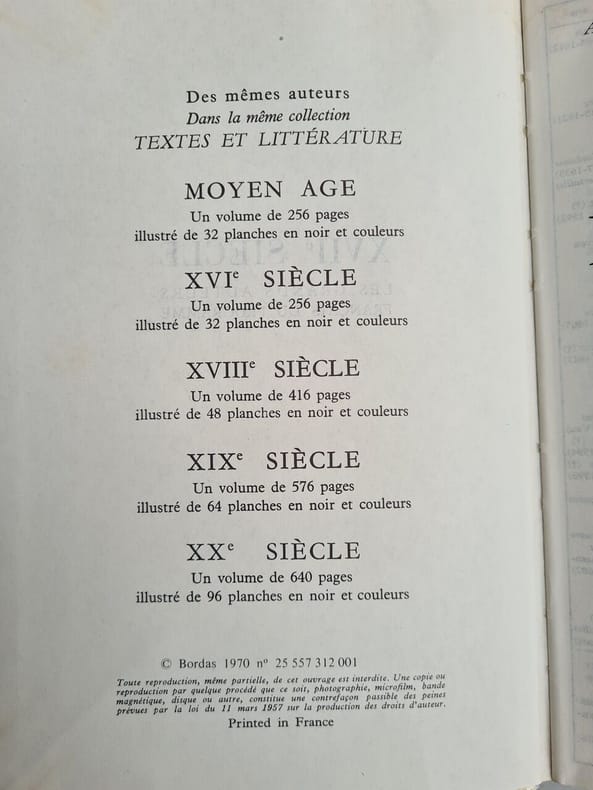 Des mêmes auteurs
Dans la même collection
TEXTES ET LITTÉRATURE
MOYEN AGE
Un volume de 256 pages
illustré de 32 planches en noir et couleurs
XVIᵉ SIÈCLE
Un volume de 256 pages
illustré de 32 planches en noir et couleurs
XVIIIᵉ SIÈCLE
Un volume de 416 pages
illustré de 48 planches en noir et couleurs
XIXᵉ SIÈCLE
Un volume de 576 pages
illustré de 64 planches en noir et couleurs
XXᵉ SIÈCLE
Un volume de 640 pages
illustré de 96 planches en noir et couleurs
© Bordas 1970 nº 25 557 312 001
Toute reproduction, même partielle, de cet ouvrage est interdite. Une copie ou
reproduction par quelque procédé que ce soit, photographie, microfilm, bande
magnétique, disque ou autre, constitue une contrefaçon passible des peines
prévues par la loi du 11 mars 1957 sur la production des droits d'auteur.
Printed in France